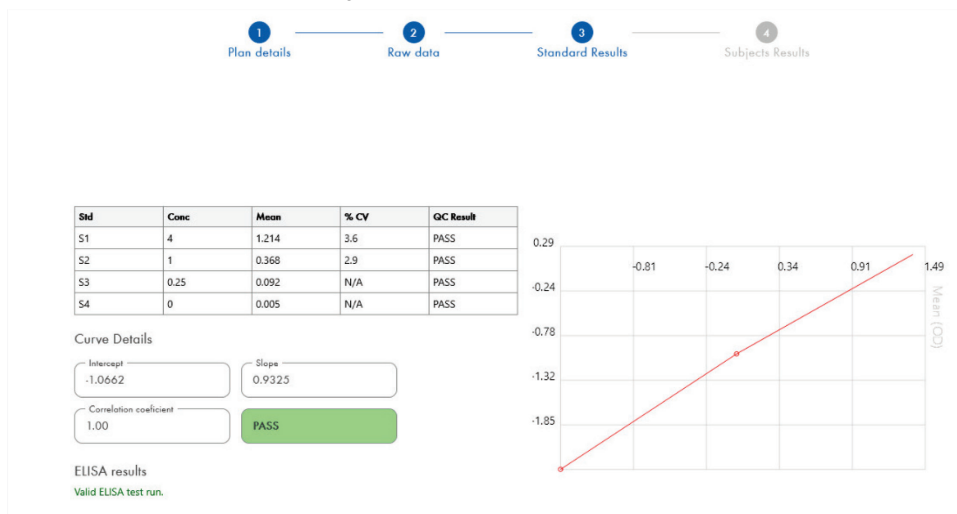 1 2 3 4
Plan details Raw data Standard Results Subjects Results
Std Conc Mean % CV QC Result
S1 4 1.214 3.6 PASS
S2 1 0.368 2.9 PASS
S3 0.25 0.092 N/A PASS
S4 0 0.005 N/A PASS
Curve Details
Intercept Slope
-1.0662 0.9325
Correlation coeficient
1.00 PASS
ELISA results
Valid ELISA test run.
0.29
-0.81 -0.24 0.34 0.91 1.49
-0.24
-0.78
-1.32
-1.85
Mean (OD)